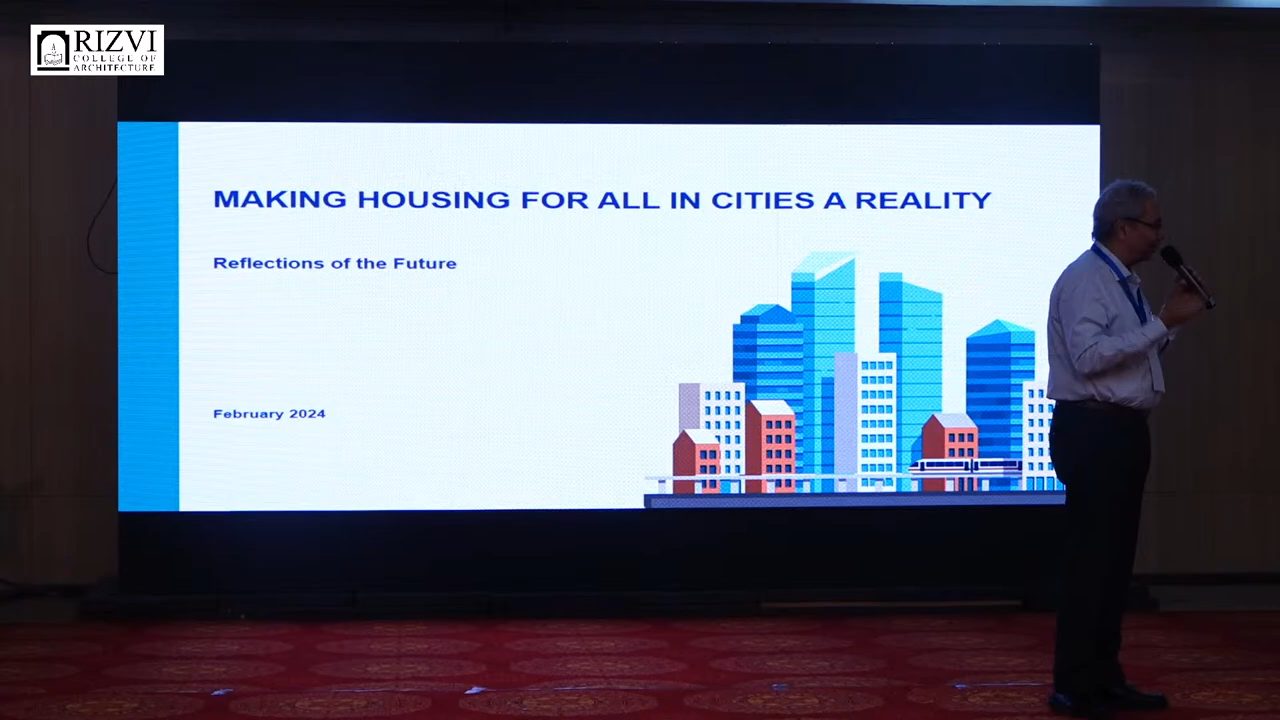 RIZVI
COLLEGE OF
ARCHITECTURE
MAKING HOUSING FOR ALL IN CITIES A REALITY
Reflections of the Future
February 2024